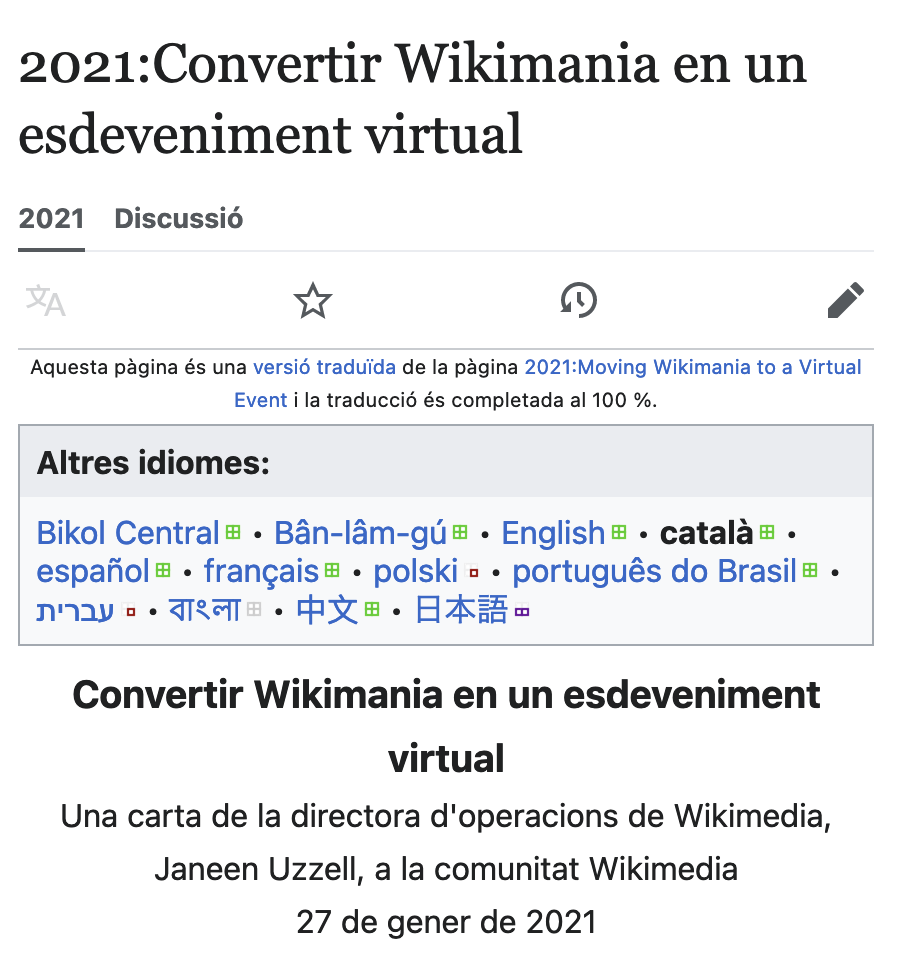 2021:Convertir Wikimania en un
esdeveniment virtual
2021 Discussió
Aquesta pàgina és una versió traduïda de la pàgina 2021:Moving Wikimania to a Virtual
Event i la traducció és completada al 100 %.
Altres idiomes:
Bikol Central • Bân-lâm-gú • English • català •
español • français • polski • português do Brasil •
עברית • বাংলা • 中文 • 日本語
Convertir Wikimania en un esdeveniment
virtual
Una carta de la directora d'operacions de Wikimedia,
Janeen Uzzell, a la comunitat Wikimedia
27 de gener de 2021